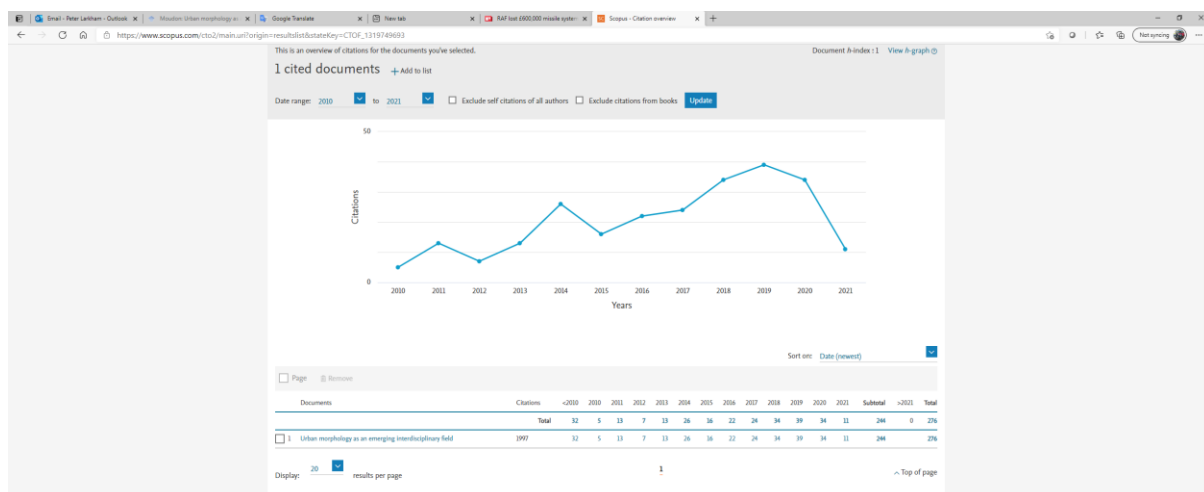 Email - Peter Larkham - Outlook
Moudon: Urban morphology as
Google Translate
New tab
RAF lost £600,000 missile system
Scopus - Citation overview
https://www.scopus.com/cto2/main.uri?origin=resultslist&stateKey=CTOF_1319749693
Not syncing
This is an overview of citations for the documents you've selected.
Document h-index : 1 View h-graph
1 cited documents + Add to list
Date range: 2010 to 2021 Exclude self citations of all authors Exclude citations from books Update
50
Citations
0
2010 2011 2012 2013 2014 2015 2016 2017 2018 2019 2020 2021
Years
Sort on: Date (newest)
Page Remove
Documents Citations <2010 2010 2011 2012 2013 2014 2015 2016 2017 2018 2019 2020 2021 Subtotal >2021 Total
Total 32 5 13 7 13 26 16 22 24 34 39 34 11 244 0 276
1 Urban morphology as an emerging interdisciplinary field 1997 32 5 13 7 13 26 16 22 24 34 39 34 11 244 276
Display: 20 results per page
1
Top of page